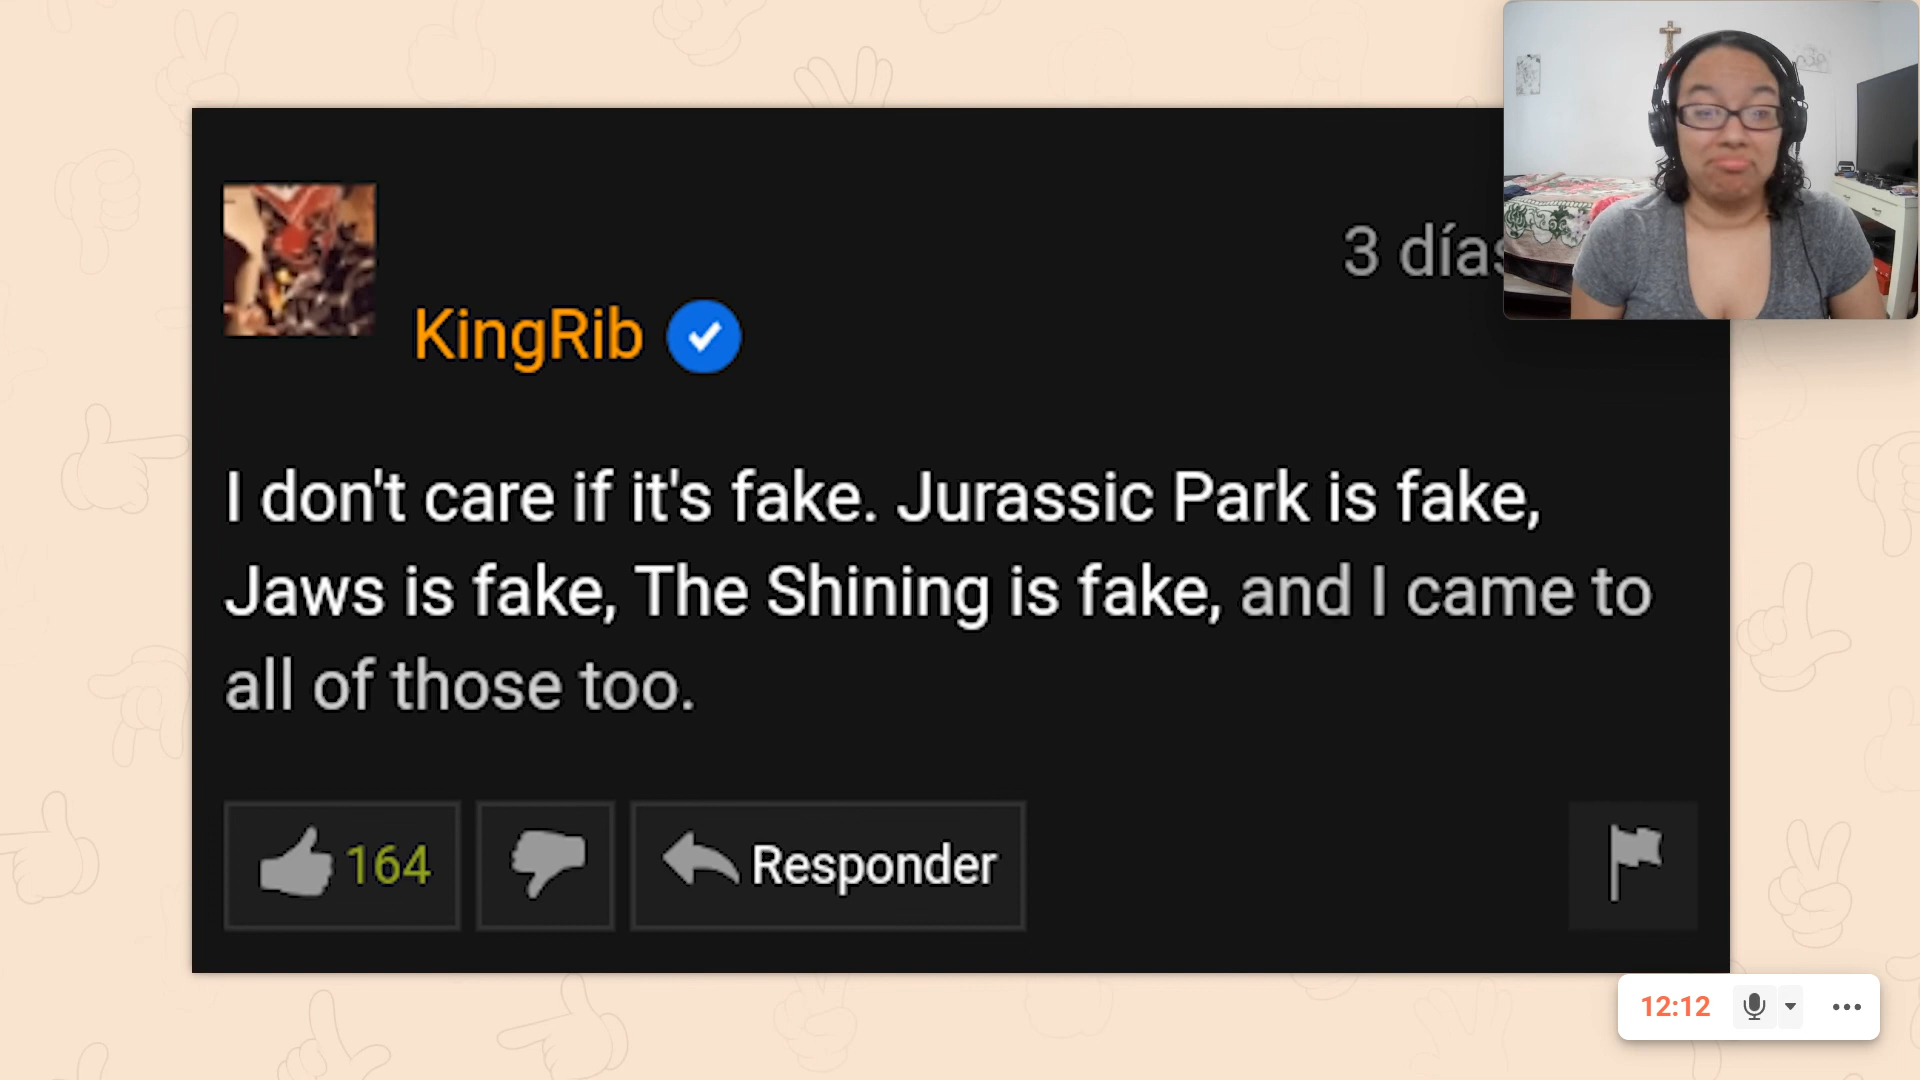 3 días
KingRib
I don't care if it's fake. Jurassic Park is fake,
Jaws is fake, The Shining is fake, and I came to
all of those too.
164
Responder
12:12